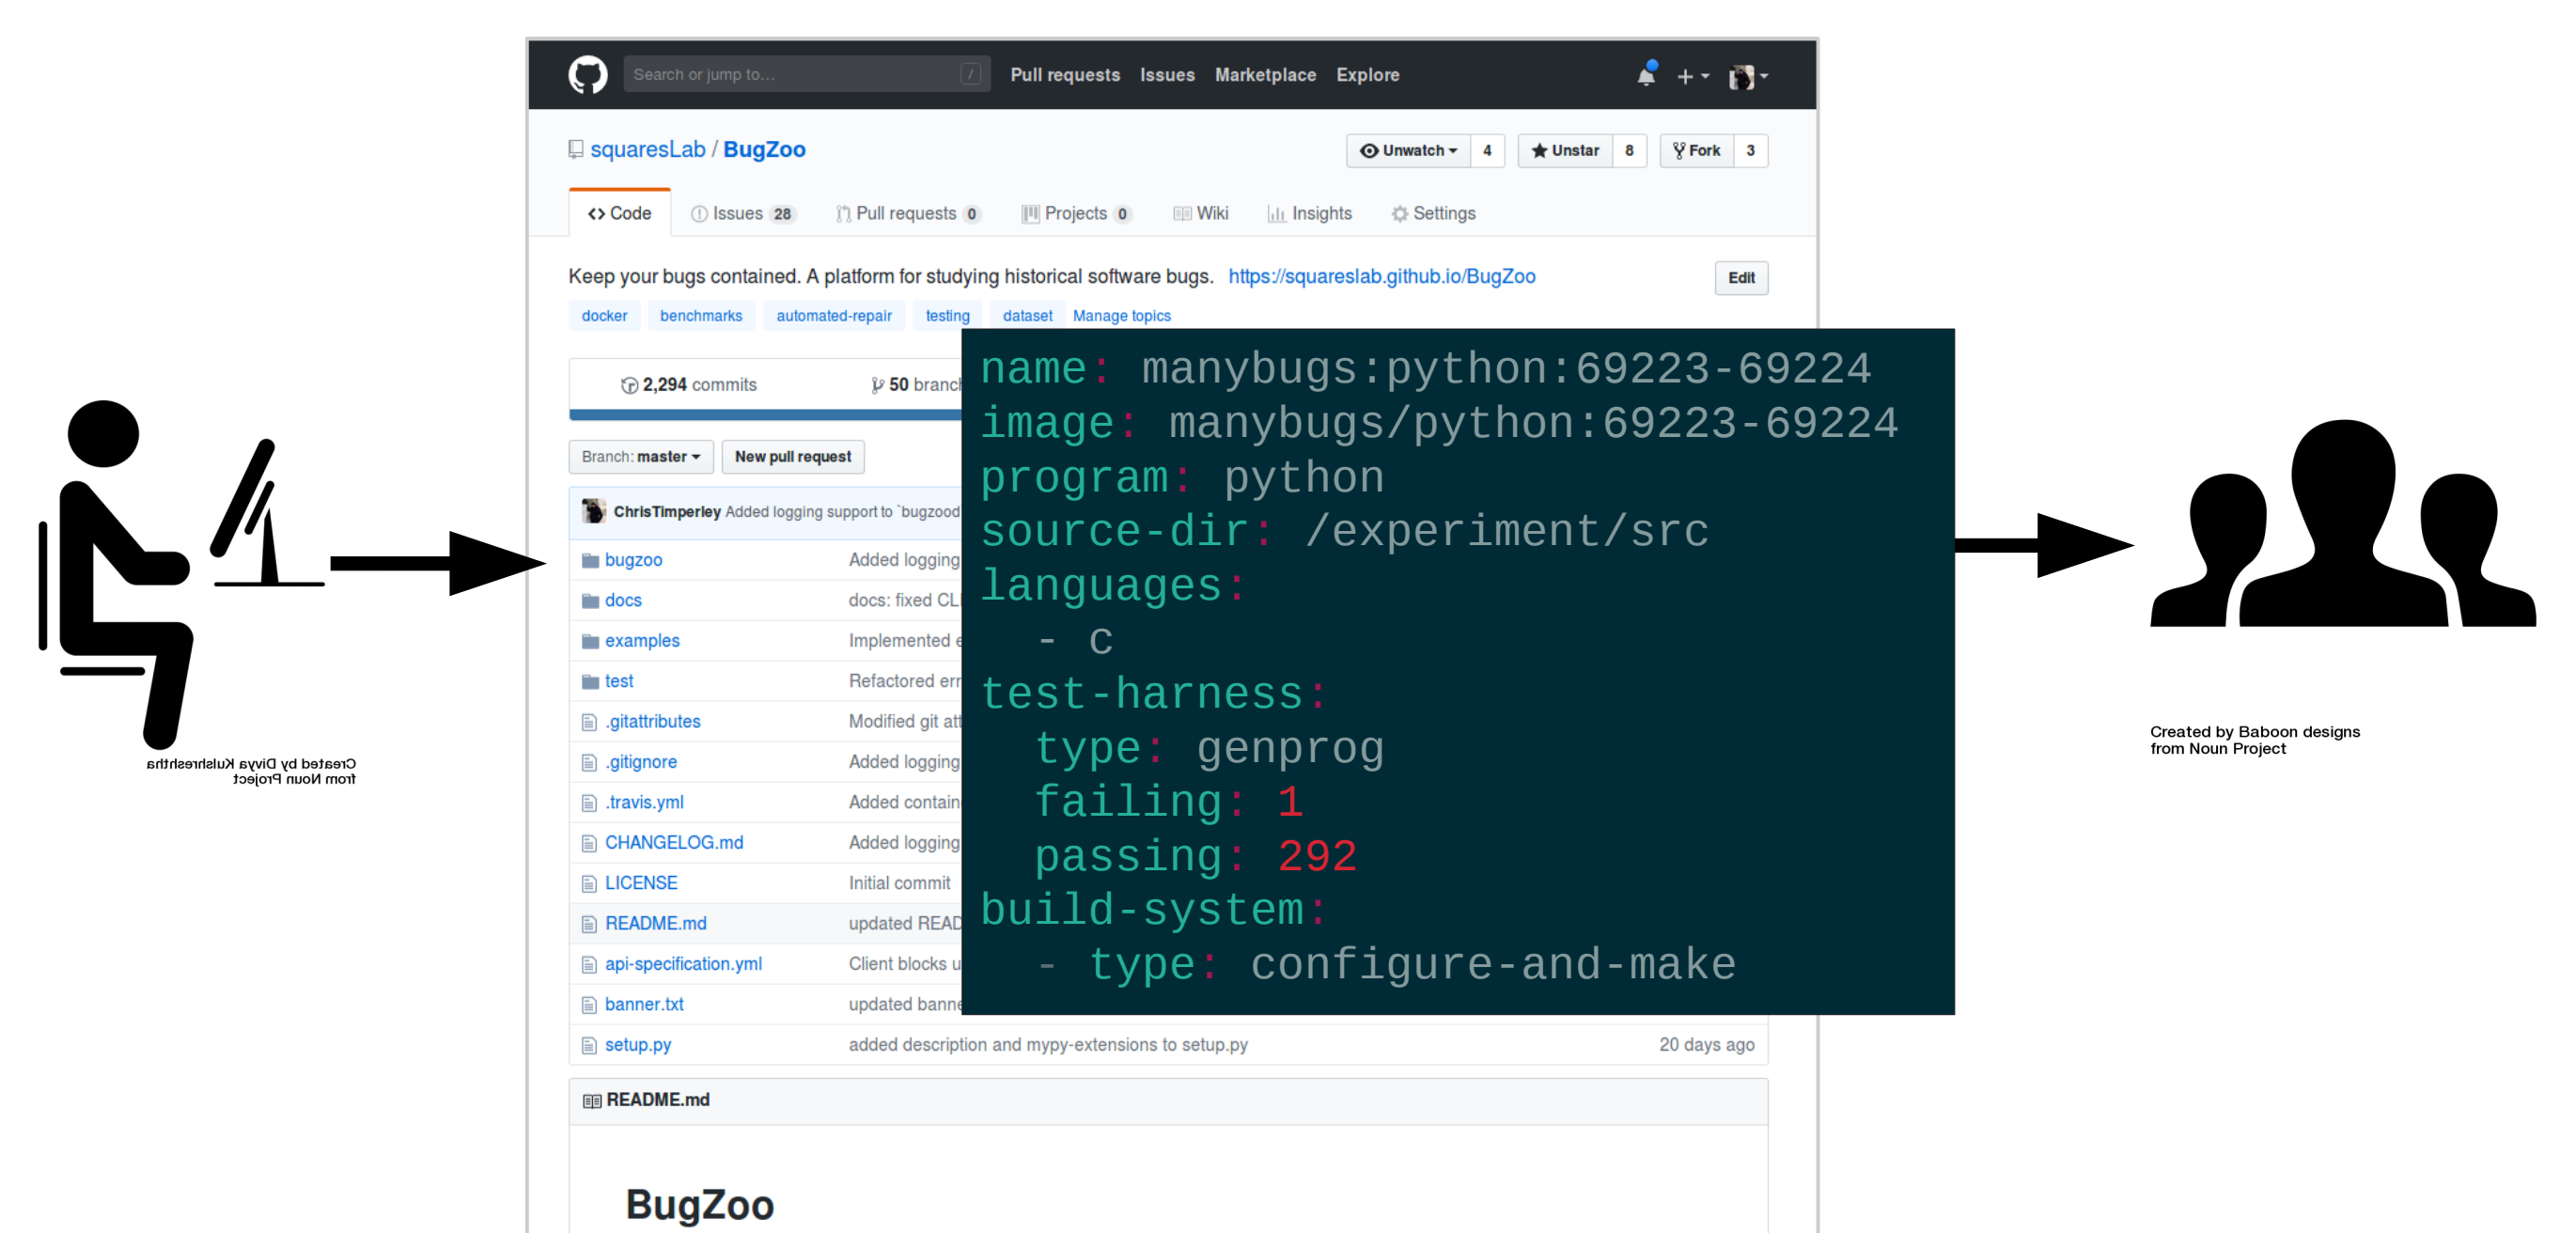 Search or jump to... /
Pull requests Issues Marketplace Explore
squaresLab / BugZoo
Unwatch 4 Unstar 8 Fork 3
Code Issues 28 Pull requests 0 Projects 0 Wiki Insights Settings
Keep your bugs contained. A platform for studying historical software bugs. https://squareslab.github.io/BugZoo Edit
docker benchmarks automated-repair testing dataset Manage topics
2,294 commits 50 branc
Branch: master New pull request
ChrisTimperley Added logging support to `bugzood
bugzoo Added logging
docs docs: fixed CLI
examples Implemented e
test Refactored err
.gitattributes Modified git att
.gitignore Added logging
.travis.yml Added contain
CHANGELOG.md Added logging
LICENSE Initial commit
README.md updated READ
api-specification.yml Client blocks u
banner.txt updated banne
setup.py added description and mypy-extensions to setup.py 20 days ago
README.md
BugZoo
name: manybugs:python:69223-69224
image: manybugs/python:69223-69224
program: python
source-dir: /experiment/src
languages:
- c
test-harness:
type: genprog
failing: 1
passing: 292
build-system:
- type: configure-and-make
Created by Divya Kulshreshtha
from Noun Project
Created by Baboon designs
from Noun Project